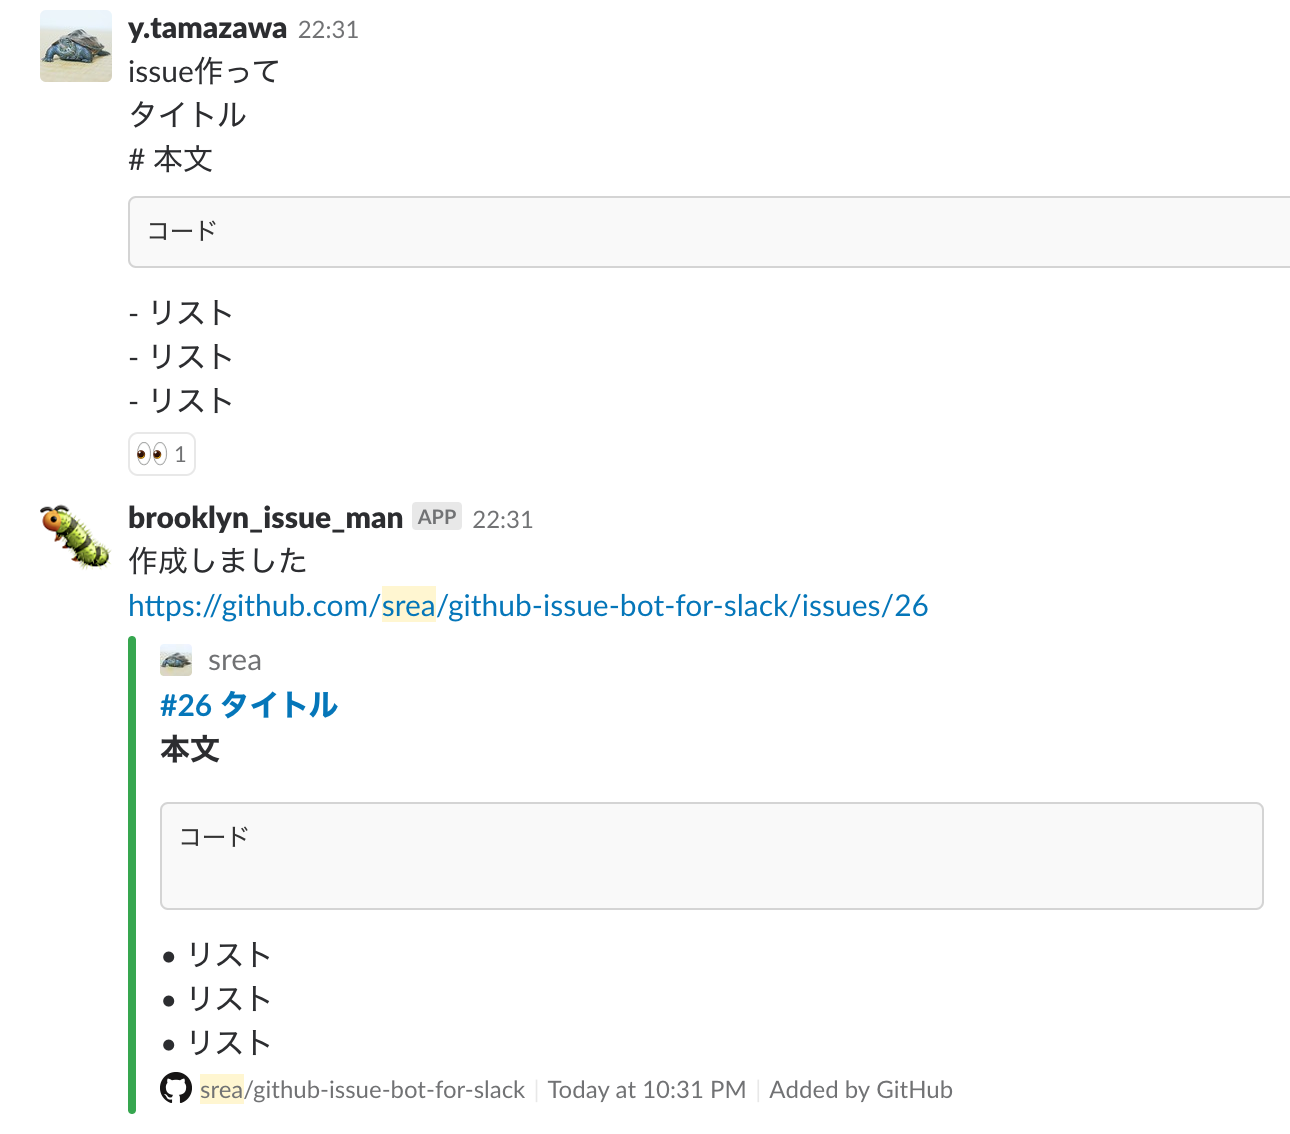 y.tamazawa 22:31
issue作って
タイトル
# 本文
コード
- リスト
- リスト
- リスト
1
brooklyn_issue_man APP 22:31
作成しました
https://github.com/srea/github-issue-bot-for-slack/issues/26
srea
#26 タイトル
本文
コード
• リスト
• リスト
• リスト
srea/github-issue-bot-for-slack | Today at 10:31 PM | Added by GitHub